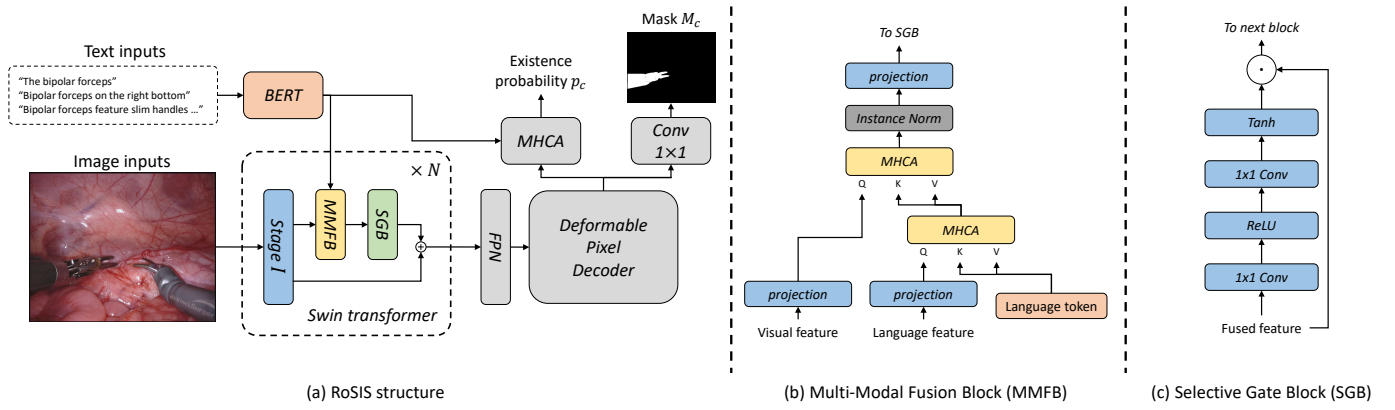 Text inputs
“The bipolar forceps”
“Bipolar forceps on the right bottom”
“Bipolar forceps feature slim handles ...”
BERT
Existence
probability p_c
Mask M_c
MHCA
Conv
1×1
Image inputs
× N
Stage I
MMFB
SGB
+
Swin transformer
FPN
Deformable
Pixel
Decoder
(a) RoSIS structure
To SGB
projection
Instance Norm
MHCA
Q K V
MHCA
Q K V
projection
projection
Language token
Visual feature
Language feature
(b) Multi-Modal Fusion Block (MMFB)
To next block
Tanh
1x1 Conv
ReLU
1x1 Conv
Fused feature
(c) Selective Gate Block (SGB)